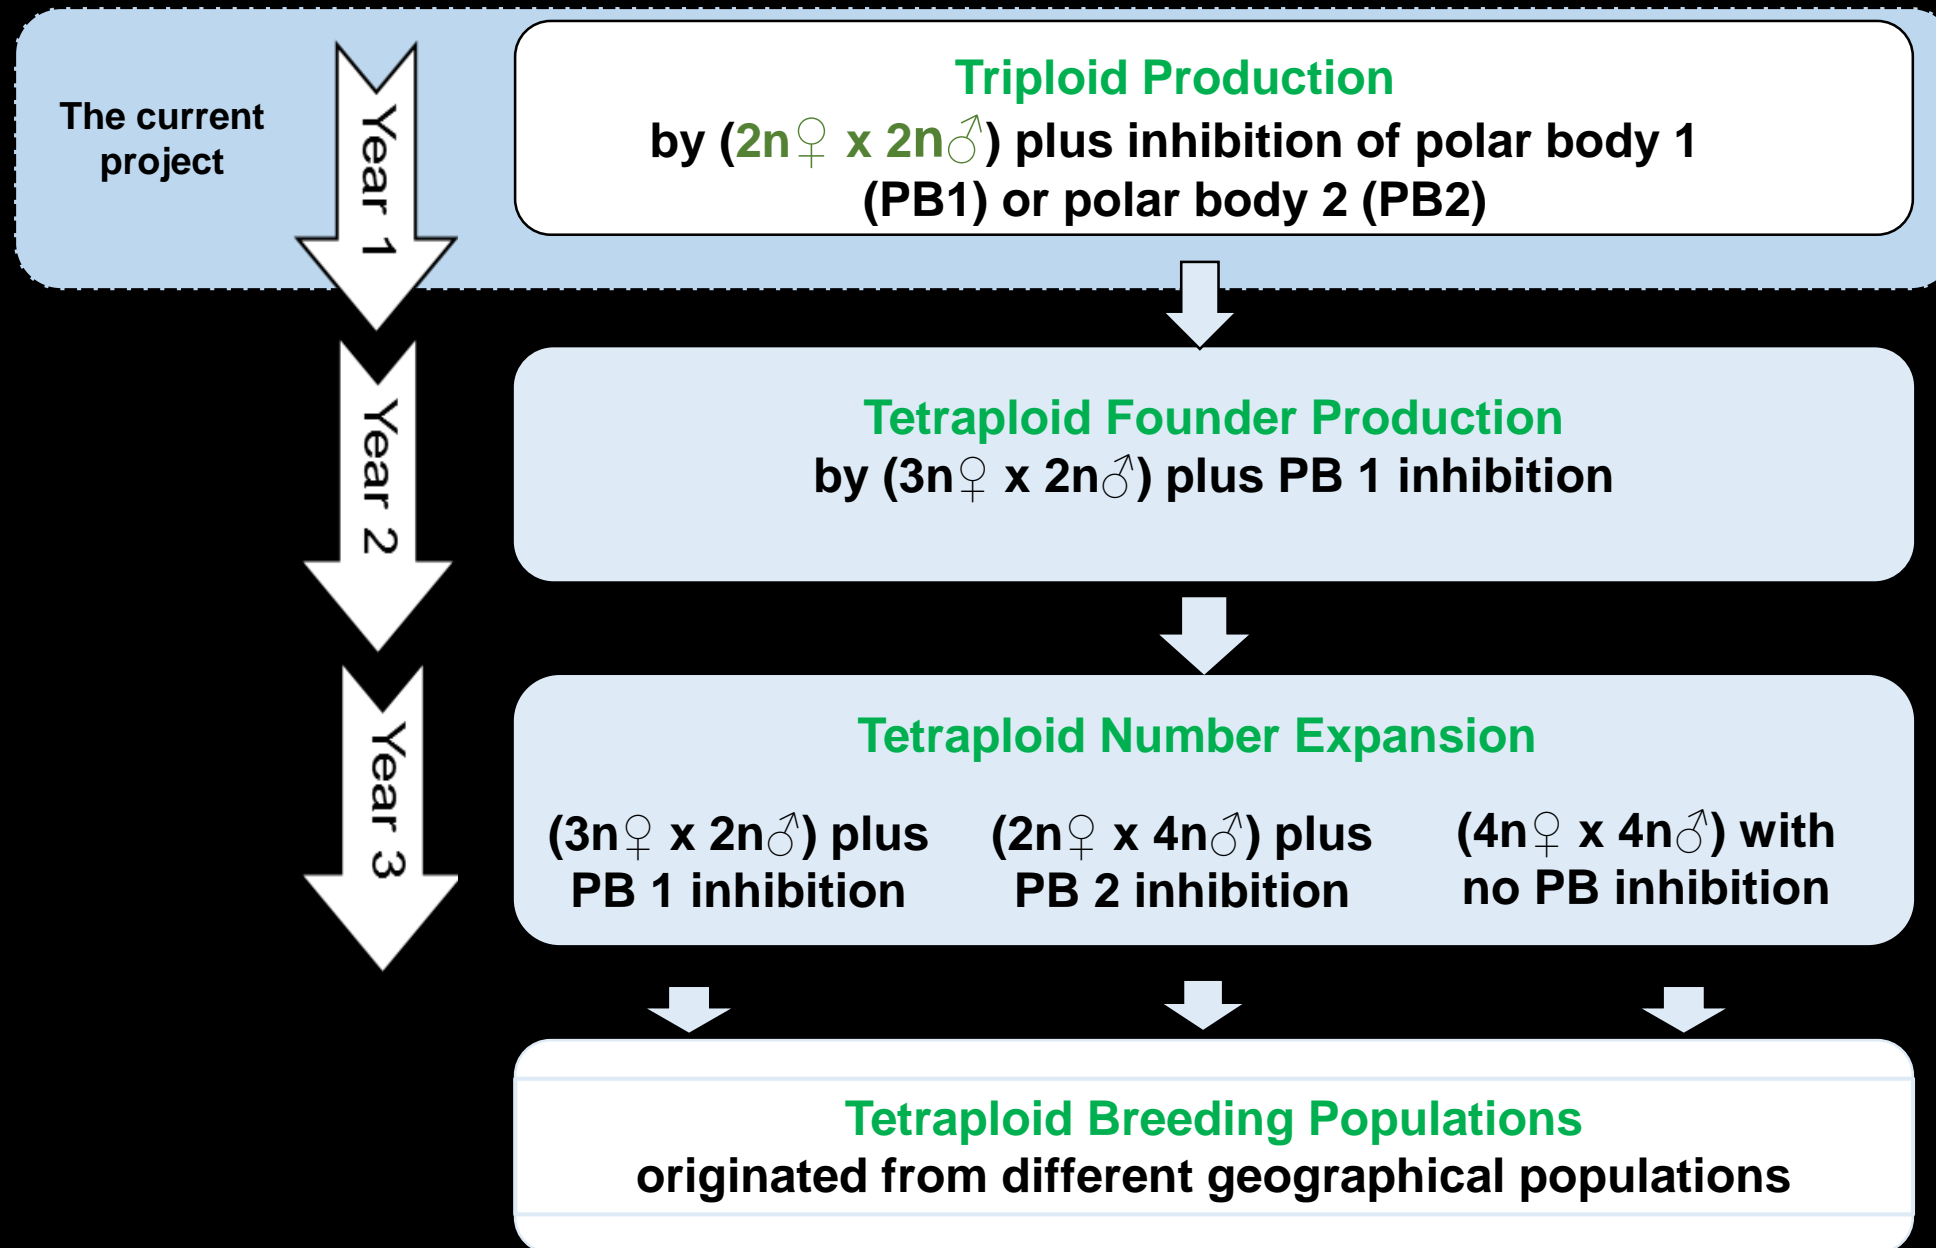 The current
project
Year 1
Triploid Production
by (2n♀ x 2n♂) plus inhibition of polar body 1
(PB1) or polar body 2 (PB2)
Year 2
Tetraploid Founder Production
by (3n♀ x 2n♂) plus PB 1 inhibition
Year 3
Tetraploid Number Expansion
(3n♀ x 2n♂) plus
PB 1 inhibition
(2n♀ x 4n♂) plus
PB 2 inhibition
(4n♀ x 4n♂) with
no PB inhibition
Tetraploid Breeding Populations
originated from different geographical populations